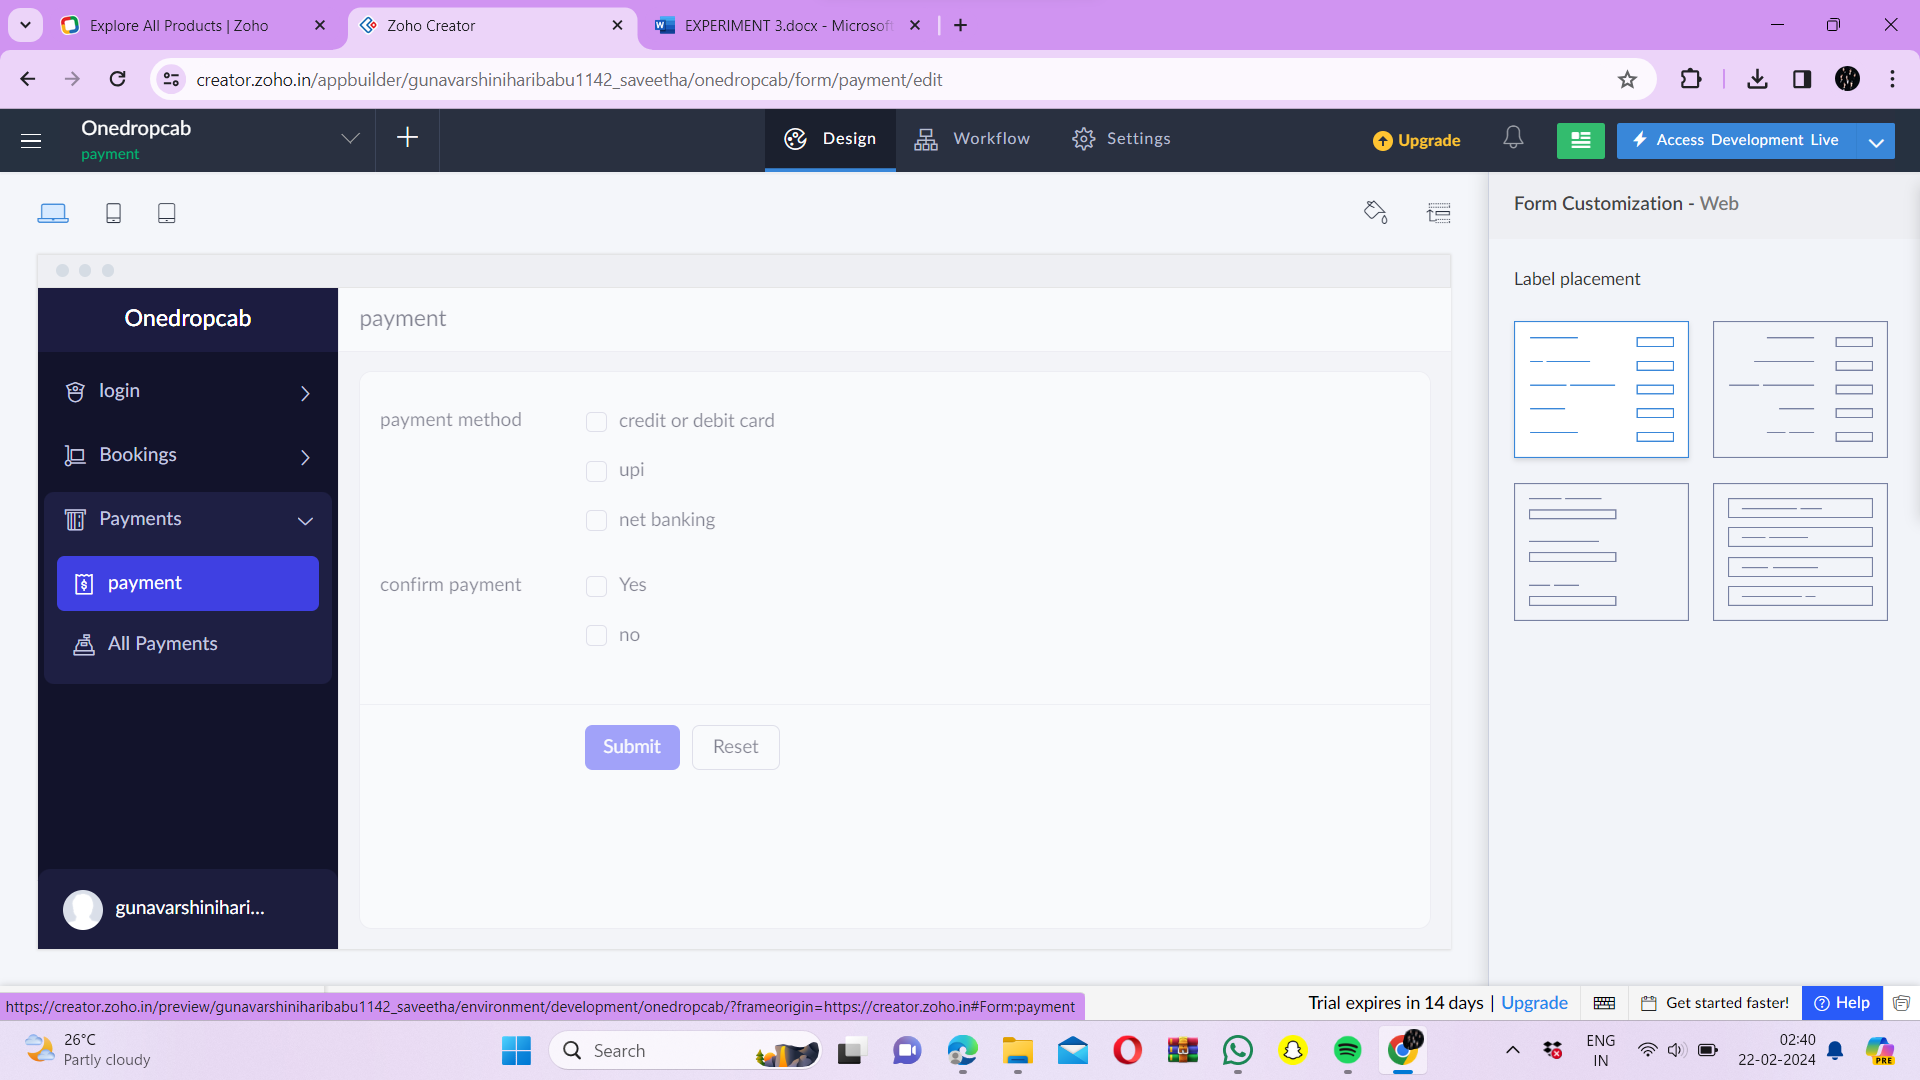 Explore All Products | Zoho
Zoho Creator
EXPERIMENT 3.docx - Microsoft
creator.zoho.in/appbuilder/gunavarshiniharibabu1142_saveetha/onedropcab/form/payment/edit
Onedropcab
payment
Design
Workflow
Settings
Upgrade
Access Development Live
Form Customization - Web
Label placement
Onedropcab
login
Bookings
Payments
payment
All Payments
gunavarshinihari...
payment
payment method
credit or debit card
upi
net banking
confirm payment
Yes
no
Submit
Reset
https://creator.zoho.in/preview/gunavarshiniharibabu1142_saveetha/environment/development/onedropcab/?frameorigin=https://creator.zoho.in#Form:payment
Trial expires in 14 days | Upgrade
Get started faster!
Help
26°C
Partly cloudy
Search
ENG
IN
02:40
22-02-2024
PRE